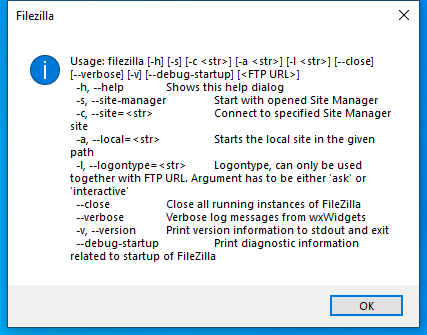 Filezilla
Usage: filezilla [-h] [-s] [-c <str>] [-a <str>] [-l <str>] [--close]
[--verbose] [-v] [--debug-startup] [<FTP URL>]
-h, --help Shows this help dialog
-s, --site-manager Start with opened Site Manager
-c, --site=<str> Connect to specified Site Manager
site
-a, --local=<str> Starts the local site in the given
path
-l, --logontype=<str> Logontype, can only be used
together with FTP URL. Argument has to be either 'ask' or
'interactive'
--close Close all running instances of FileZilla
--verbose Verbose log messages from wxWidgets
-v, --version Print version information to stdout and exit
--debug-startup Print diagnostic information
related to startup of FileZilla
OK